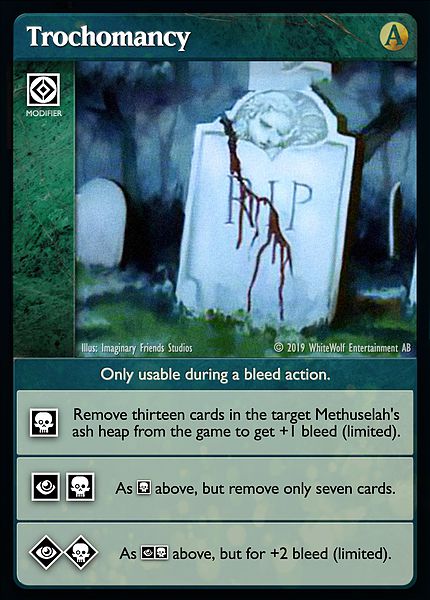 Trochomancy
A
MODIFIER
RIP
Illus: Imaginary Friends Studios © 2019 WhiteWolf Entertainment AB
Only usable during a bleed action.
Remove thirteen cards in the target Methuselah's
ash heap from the game to get +1 bleed (limited).
As above, but remove only seven cards.
As above, but for +2 bleed (limited).